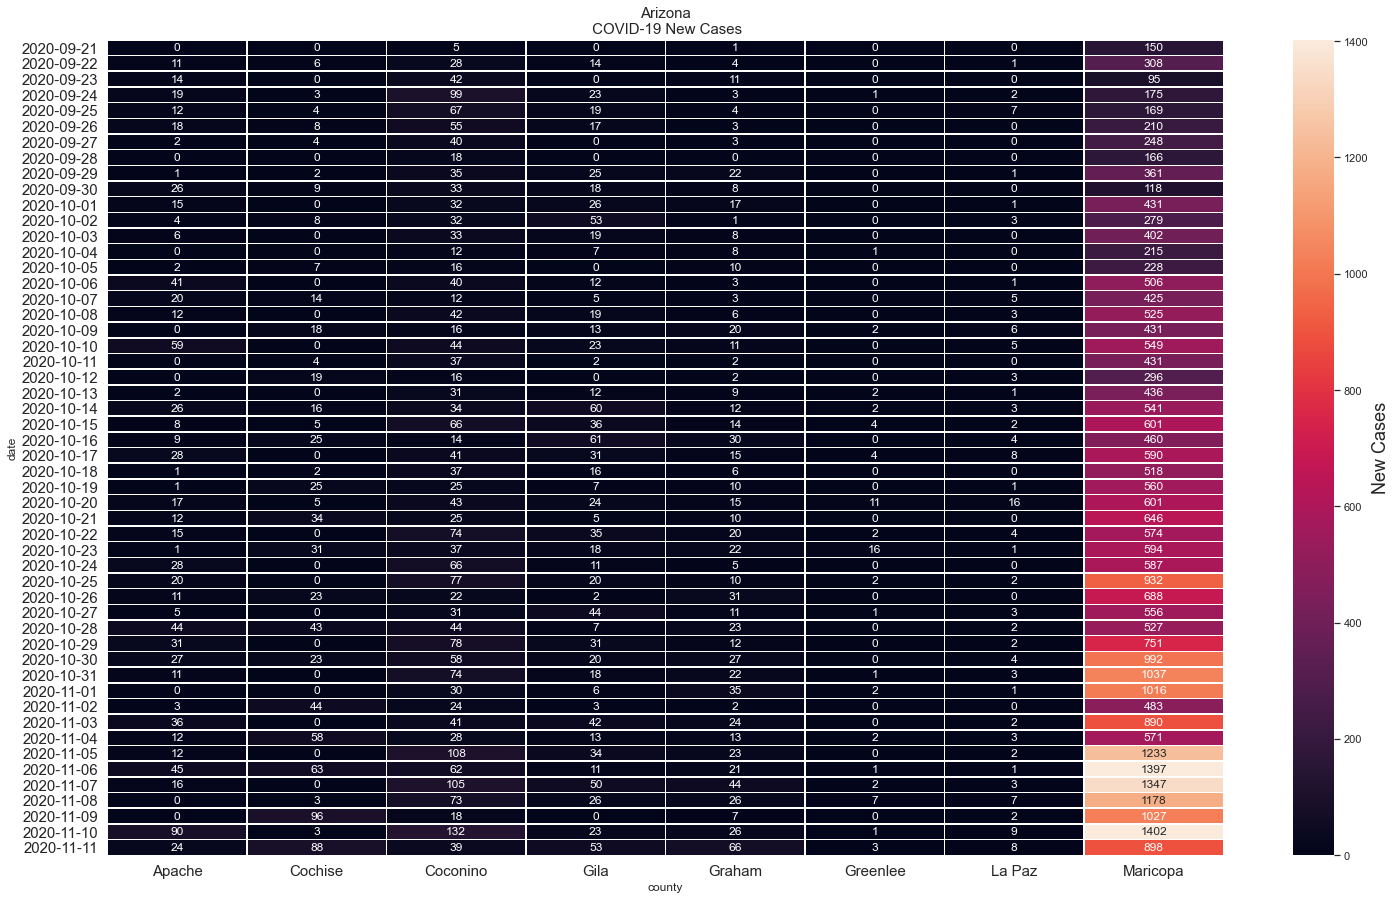 Arizona
COVID-19 New Cases
2020-09-21 0 0 5 0 1 0 0 150
2020-09-22 11 6 28 14 4 0 1 308
2020-09-23 14 0 42 0 11 0 0 95
2020-09-24 19 3 99 23 3 1 2 175
2020-09-25 12 4 67 19 4 0 7 169
2020-09-26 18 8 55 17 3 0 0 210
2020-09-27 2 4 40 0 3 0 0 248
2020-09-28 0 0 18 0 0 0 0 166
2020-09-29 1 2 35 25 22 0 1 361
2020-09-30 26 9 33 18 8 0 0 118
2020-10-01 15 0 32 26 17 0 1 431
2020-10-02 4 8 32 53 1 0 3 279
2020-10-03 6 0 33 19 8 0 0 402
2020-10-04 0 0 12 7 8 1 0 215
2020-10-05 2 7 16 0 10 0 0 228
2020-10-06 41 0 40 12 3 0 1 506
2020-10-07 20 14 12 5 3 0 5 425
2020-10-08 12 0 42 19 6 0 3 525
2020-10-09 0 18 16 13 20 2 6 431
2020-10-10 59 0 44 23 11 0 5 549
2020-10-11 0 4 37 2 2 0 0 431
2020-10-12 0 19 16 0 2 0 3 296
2020-10-13 2 0 31 12 9 2 1 436
2020-10-14 26 16 34 60 12 2 3 541
2020-10-15 8 5 66 36 14 4 2 601
2020-10-16 9 25 14 61 30 0 4 460
2020-10-17 28 0 41 31 15 4 8 590
2020-10-18 1 2 37 16 6 0 0 518
2020-10-19 1 25 25 7 10 0 1 560
2020-10-20 17 5 43 24 15 11 16 601
2020-10-21 12 34 25 5 10 0 0 646
2020-10-22 15 0 74 35 20 2 4 574
2020-10-23 1 31 37 18 22 16 1 594
2020-10-24 28 0 66 11 5 0 0 587
2020-10-25 20 0 77 20 10 2 2 932
2020-10-26 11 23 22 2 31 0 0 688
2020-10-27 5 0 31 44 11 1 3 556
2020-10-28 44 43 44 7 23 0 2 527
2020-10-29 31 0 78 31 12 0 2 751
2020-10-30 27 23 58 20 27 0 4 992
2020-10-31 11 0 74 18 22 1 3 1037
2020-11-01 0 0 30 6 35 2 1 1016
2020-11-02 3 44 24 3 2 0 0 483
2020-11-03 36 0 41 42 24 0 2 890
2020-11-04 12 58 28 13 13 2 3 571
2020-11-05 12 0 108 34 23 0 2 1233
2020-11-06 45 63 62 11 21 1 1 1397
2020-11-07 16 0 105 50 44 2 3 1347
2020-11-08 0 3 73 26 26 7 7 1178
2020-11-09 0 96 18 0 7 0 2 1027
2020-11-10 90 3 132 23 26 1 9 1402
2020-11-11 24 88 39 53 66 3 8 898
Apache Cochise Coconino Gila Graham Greenlee La Paz Maricopa
county
date
1400
1200
1000
800
600
400
200
0
New Cases